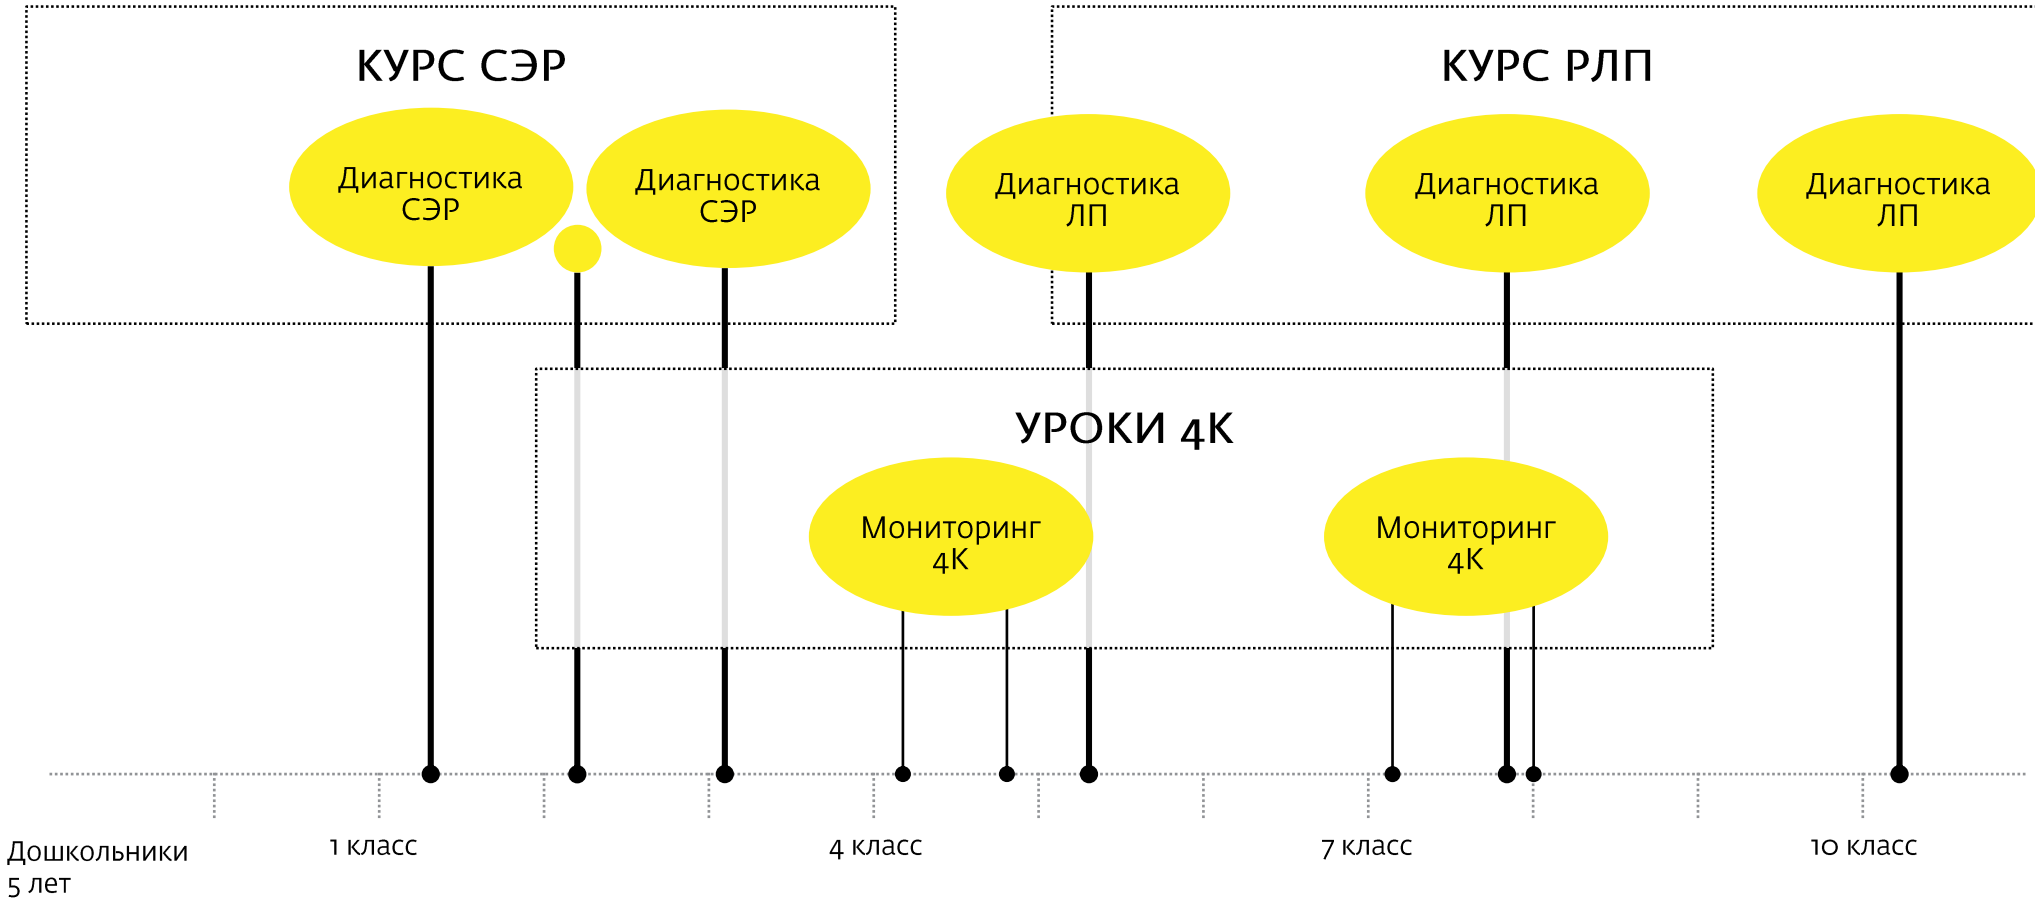 КУРС СЭР
КУРС РЛП
Диагностика
СЭР
Диагностика
СЭР
Диагностика
ЛП
Диагностика
ЛП
Диагностика
ЛП
УРОКИ 4К
Мониторинг
4К
Мониторинг
4К
Дошкольники
5 лет
1 класс
4 класс
7 класс
10 класс